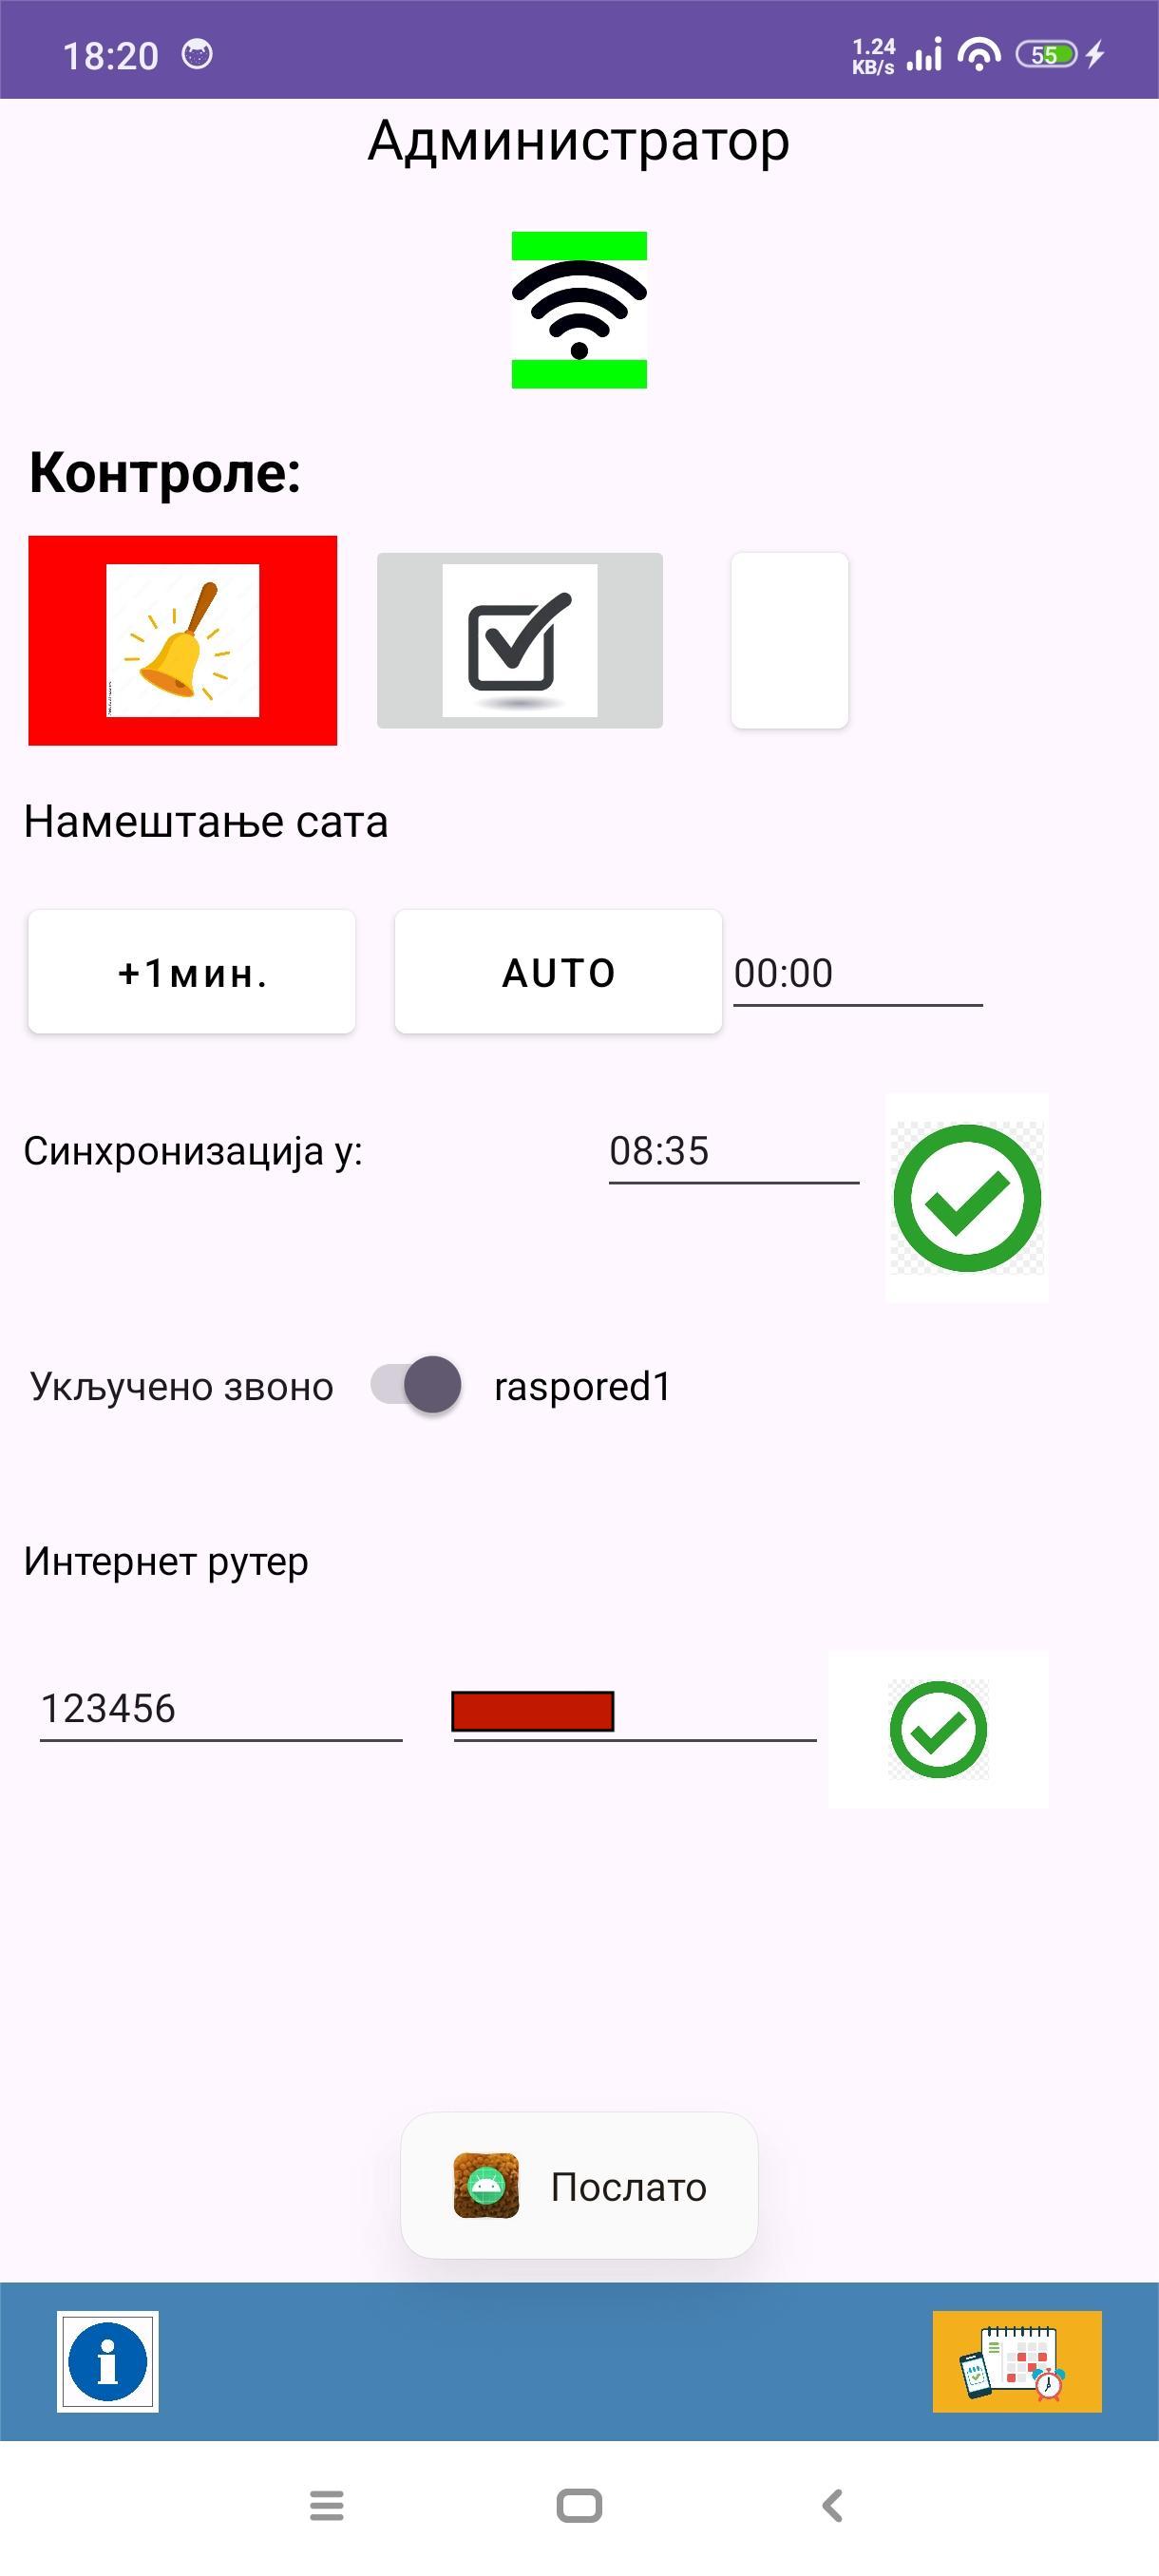 18:20
1.24
KB/s
55
Администратор
Контроле:
Намештање сата
+1мин.
AUTO
00:00
Синхронизација у:
08:35
Укључено звоно
raspored1
Интернет рутер
123456
Послато